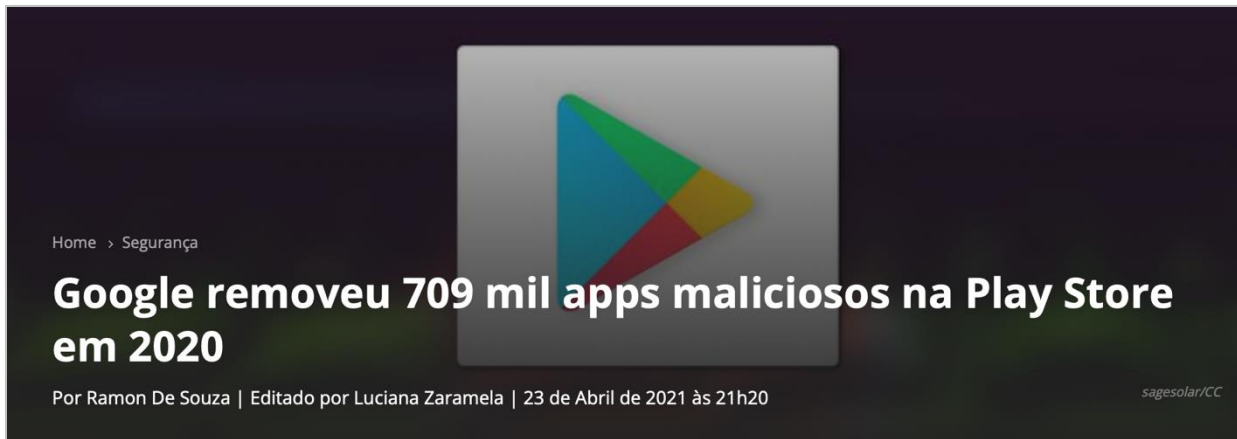 Home › Segurança
Google removeu 709 mil apps maliciosos na Play Store
em 2020
Por Ramon De Souza | Editado por Luciana Zaramela | 23 de Abril de 2021 às 21h20
sagesolar/CC